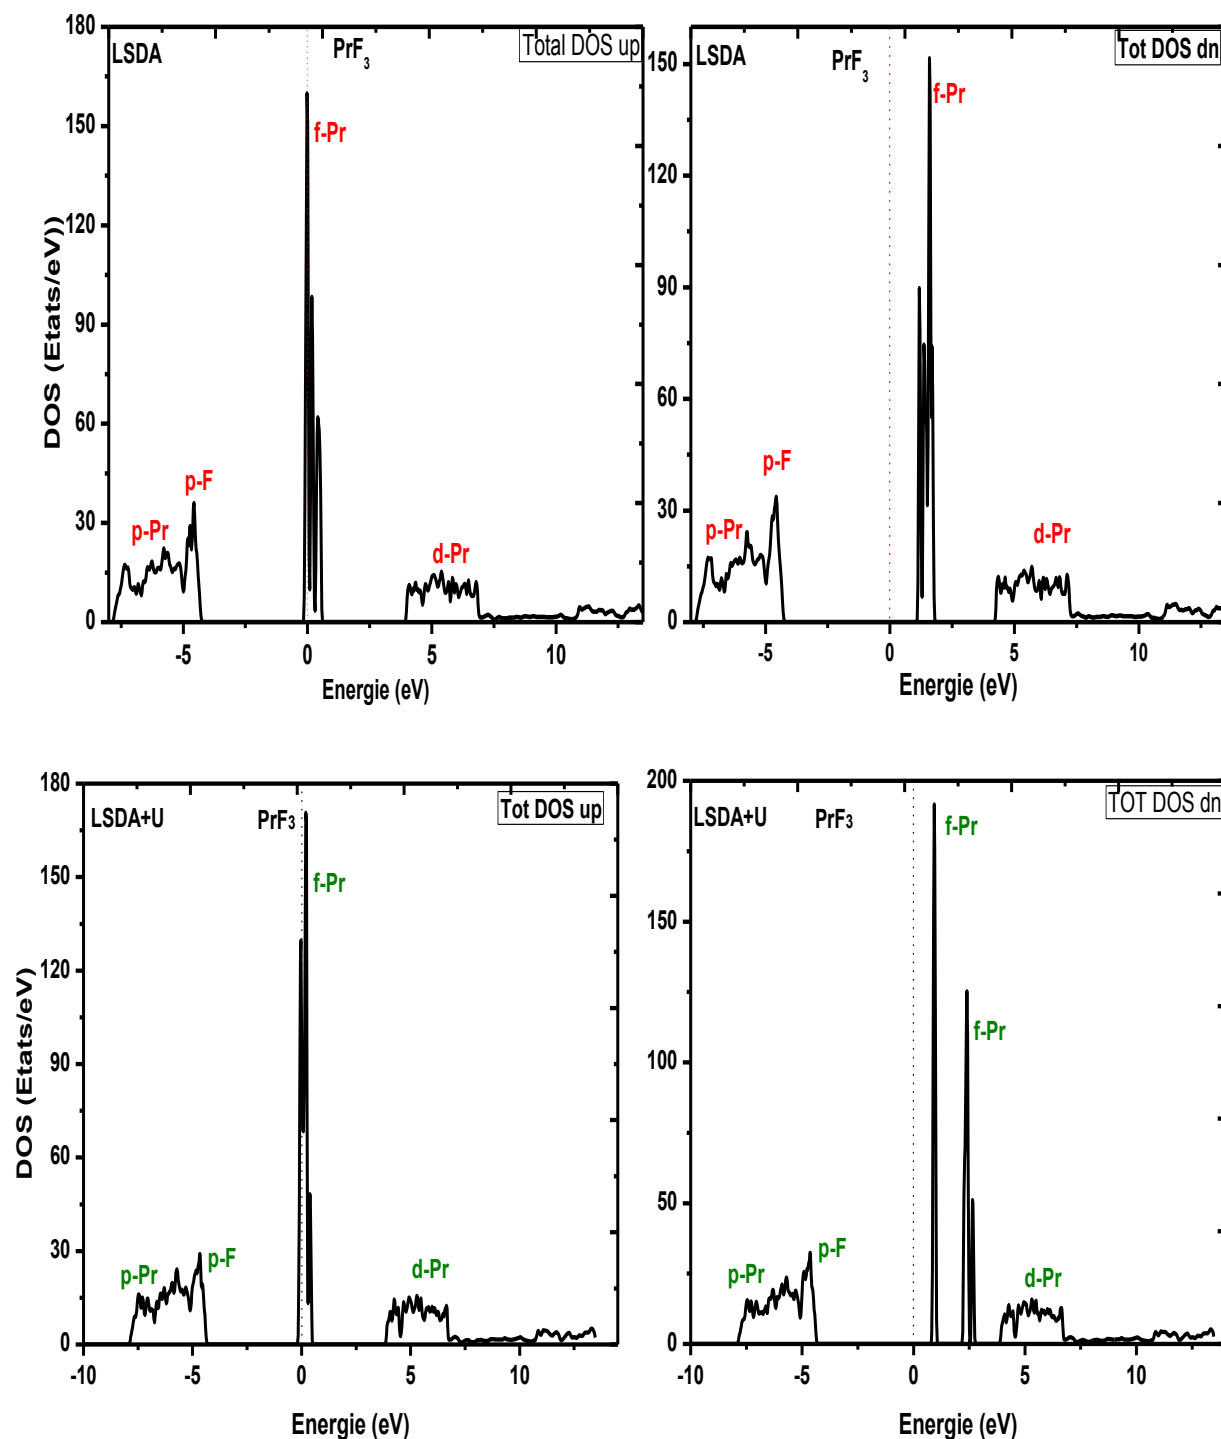 LSDA
PrF3
Total DOS up
f-Pr
p-F
p-Pr
d-Pr
DOS (Etats/eV))
180
150
120
90
60
30
0
-5 0 5 10
Energie (eV)
LSDA
PrF3
Tot DOS dn
f-Pr
p-F
p-Pr
d-Pr
150
120
90
60
30
0
-5 0 5 10
Energie (eV)
LSDA+U
PrF3
Tot DOS up
f-Pr
p-F
p-Pr
d-Pr
DOS (Etats/eV)
180
150
120
90
60
30
0
-10 -5 0 5 10
Energie (eV)
LSDA+U
PrF3
TOT DOS dn
f-Pr
f-Pr
p-F
p-Pr
d-Pr
200
150
100
50
0
-10 -5 0 5 10
Energie (eV)